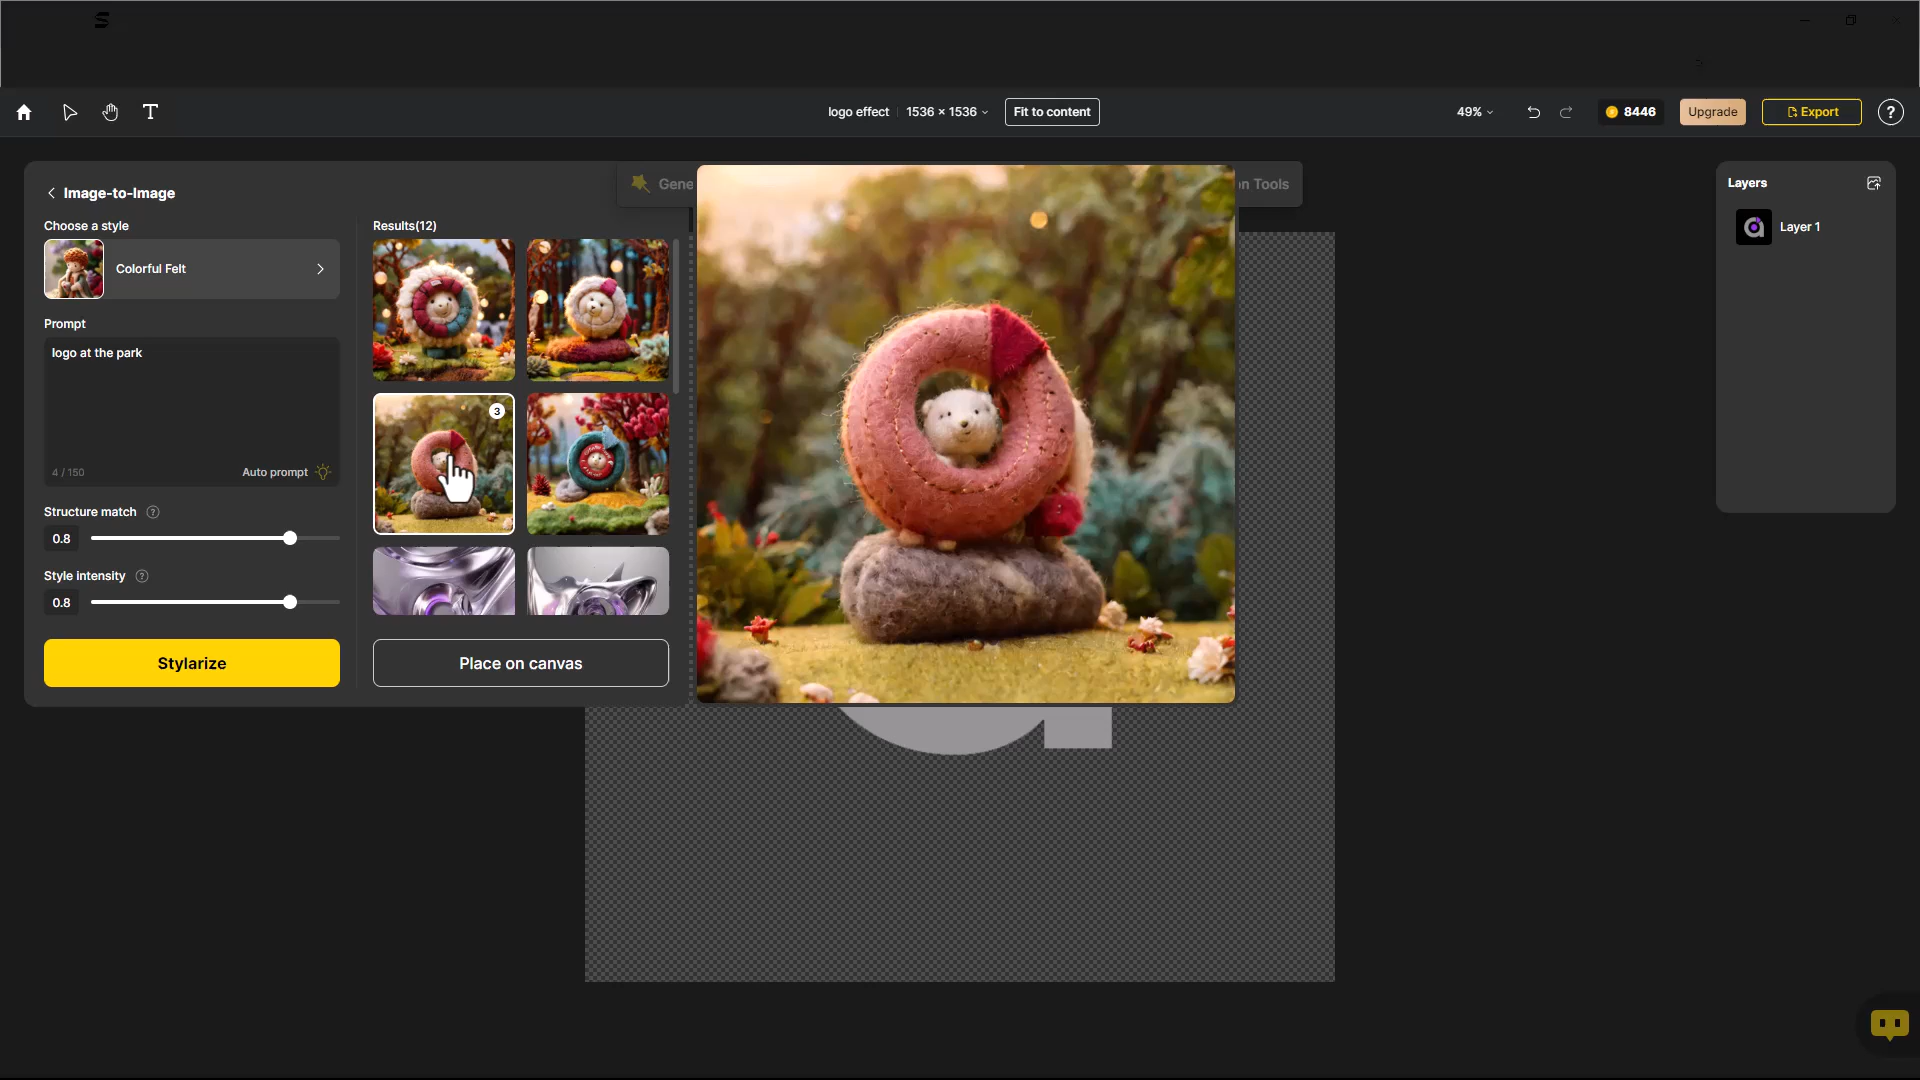 logo effect 1536 × 1536 Fit to content 49% 8446 Upgrade Export ?
Image-to-Image
Gene
on Tools
Layers
Layer 1
Choose a style
Colorful Felt
Prompt
logo at the park
4 / 150 Auto prompt
Structure match ?
0.8
Style intensity ?
0.8
Stylarize
Results(12)
3
Place on canvas